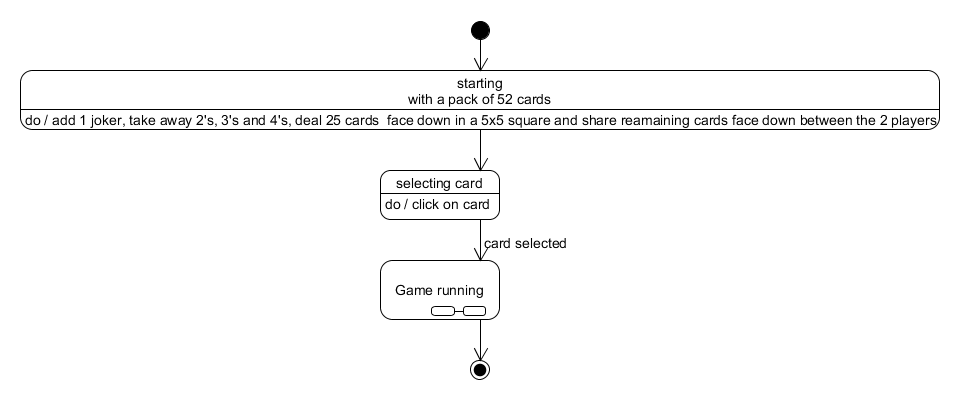 starting
with a pack of 52 cards
do / add 1 joker, take away 2's, 3's and 4's, deal 25 cards  face down in a 5x5 square and share reamaining cards face down between the 2 players
selecting card
do / click on card
card selected
Game running